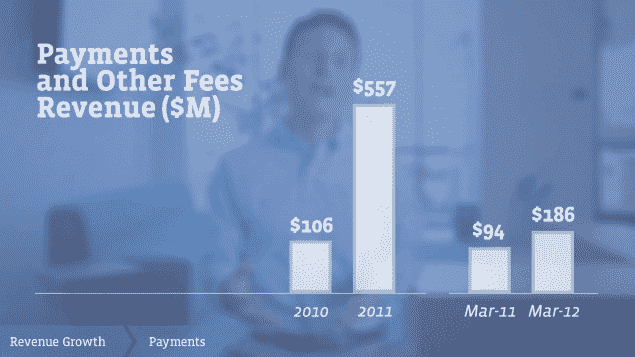 Payments
and Other Fees
Revenue ($M)
$557
$106
$186
$94
2010 2011
Mar-11 Mar-12
Revenue Growth
Payments